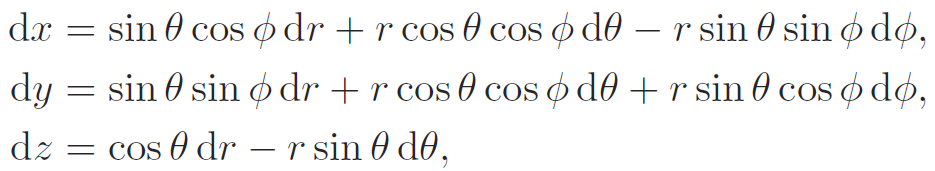 dx = sin θ cos ϕ dr + r cos θ cos ϕ dθ − r sin θ sin ϕ dϕ,
dy = sin θ sin ϕ dr + r cos θ cos ϕ dθ + r sin θ cos ϕ dϕ,
dz = cos θ dr − r sin θ dθ,